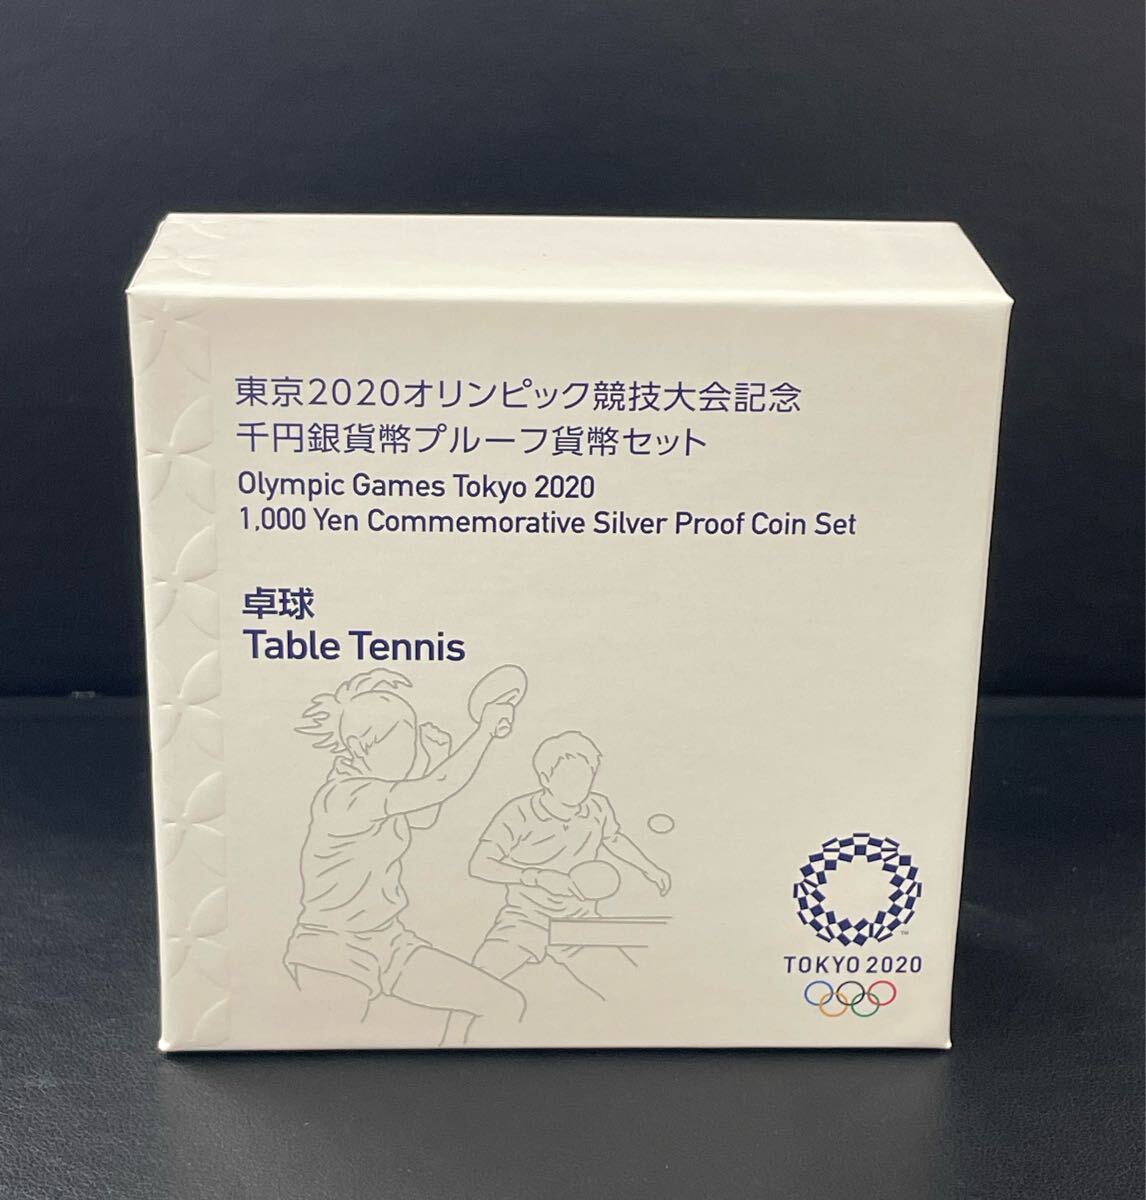 東京2020オリンピック競技大会記念
千円銀貨幣プルーフ貨幣セット
Olympic Games Tokyo 2020
1,000 Yen Commemorative Silver Proof Coin Set
卓球
Table Tennis
TM
TOKYO 2020